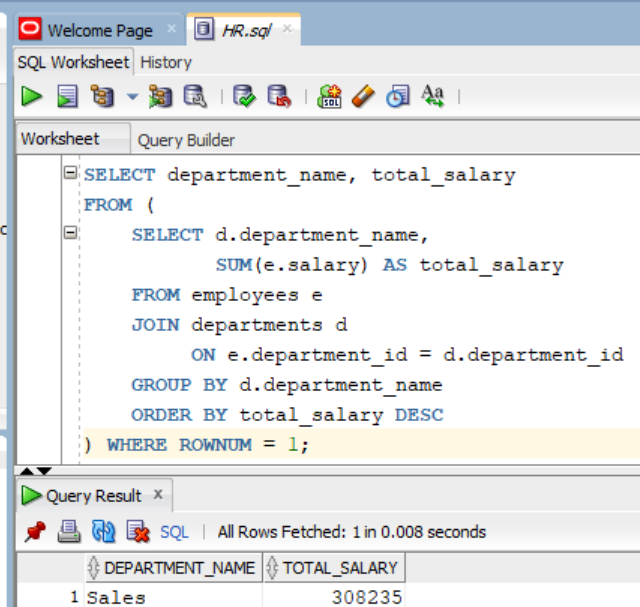 Welcome Page × HR.sql ×
SQL Worksheet History
Worksheet Query Builder
SELECT department_name, total_salary
FROM (
SELECT d.department_name,
SUM(e.salary) AS total_salary
FROM employees e
JOIN departments d
ON e.department_id = d.department_id
GROUP BY d.department_name
ORDER BY total_salary DESC
) WHERE ROWNUM = 1;
Query Result x
SQL | All Rows Fetched: 1 in 0.008 seconds
DEPARTMENT_NAME TOTAL_SALARY
1 Sales 308235